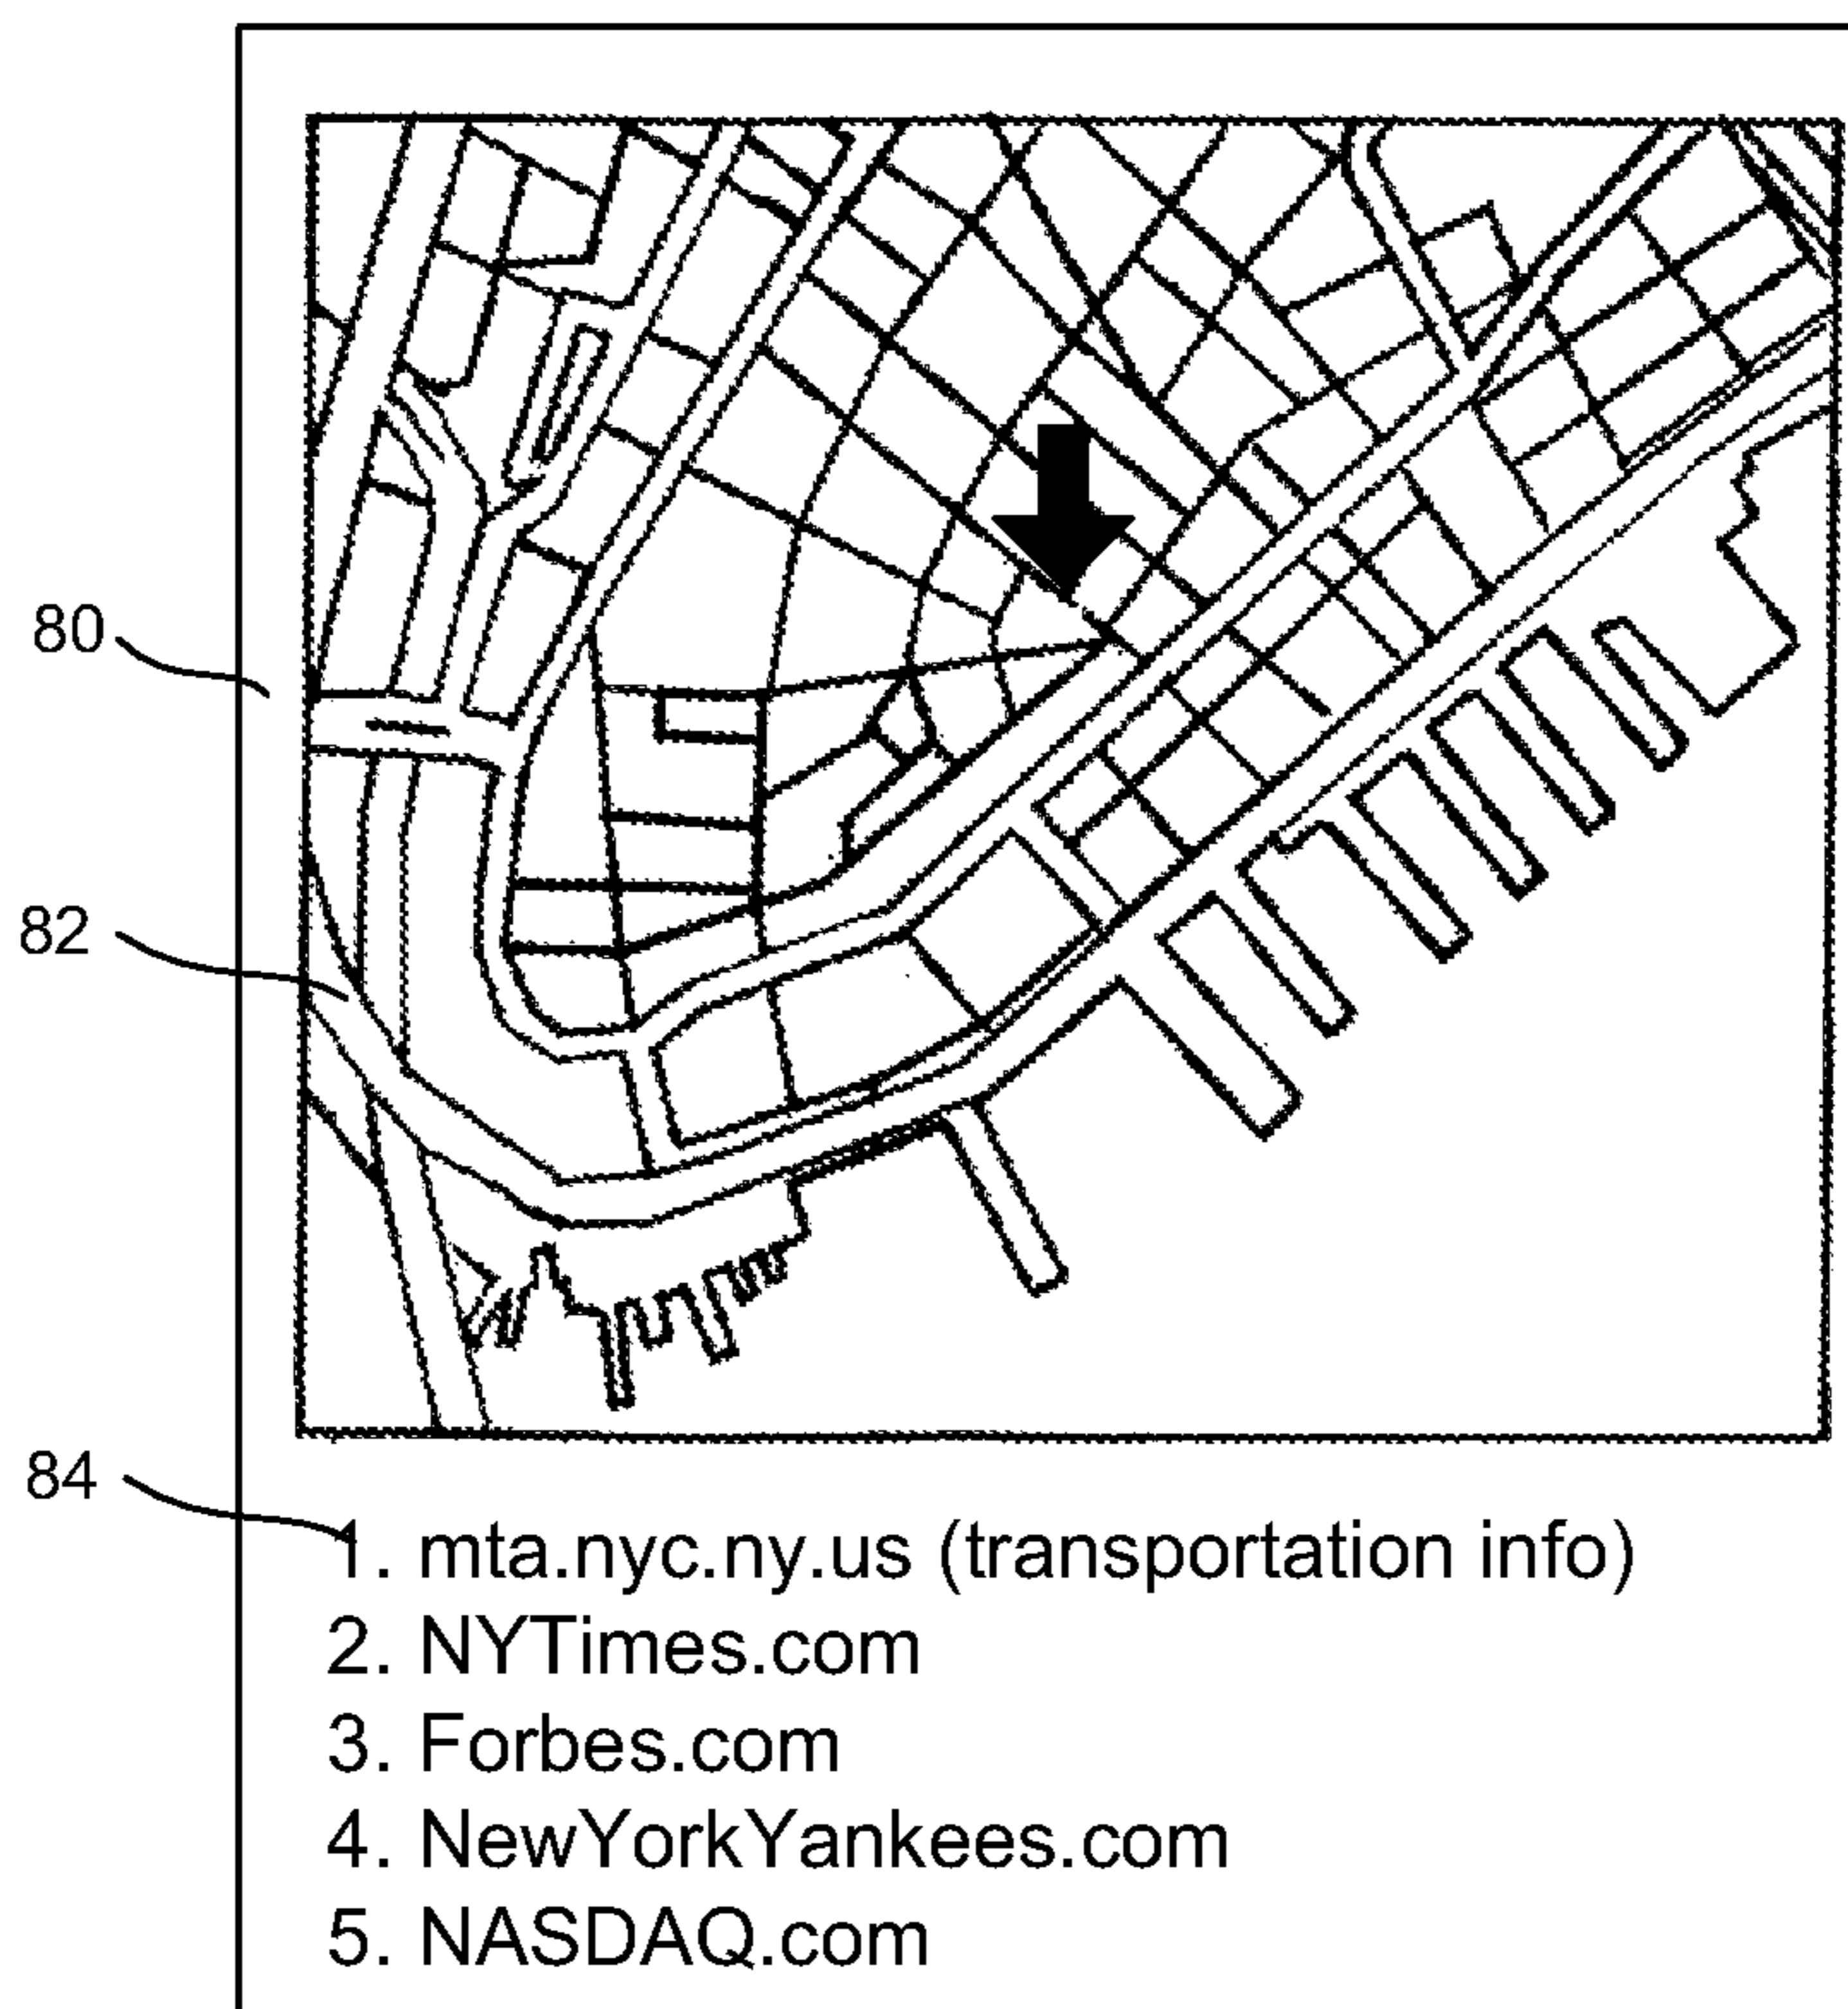 80
82
84
1. mta.nyc.ny.us (transportation info)
2. NYTimes.com
3. Forbes.com
4. NewYorkYankees.com
5. NASDAQ.com